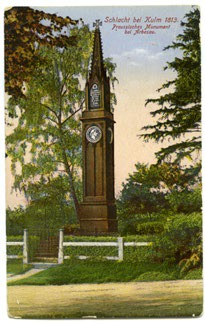 Schlacht bei Kulm 1813.
Preussisches Monument
bei Arbesau.